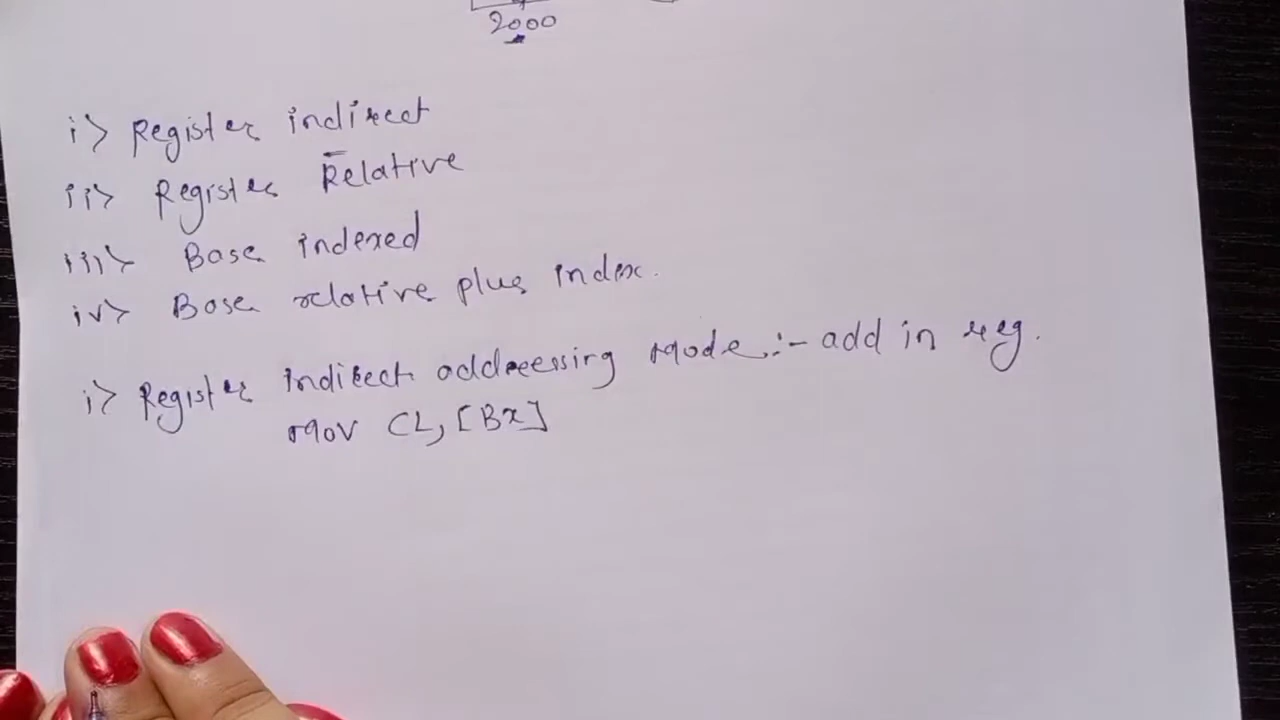 2000
i> Register indirect
ii> Register Relative
iii> Base indexed
iv> Base relative plus index.
i> Register indirect addressing mode :- add in reg.
mov CL, [Bx]